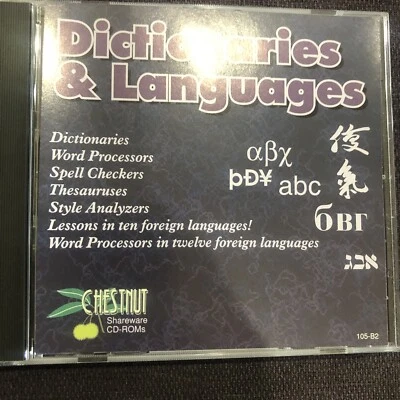 Dictionaries
& Languages
Dictionaries
Word Processors
Spell Checkers
Thesauruses
Style Analyzers
Lessons in ten foreign languages!
Word Processors in twelve foreign languages
αβχ
þÐ¥ abc
氣
бвг
אבג
CHESTNUT
Shareware
CD-ROMs
105-B2